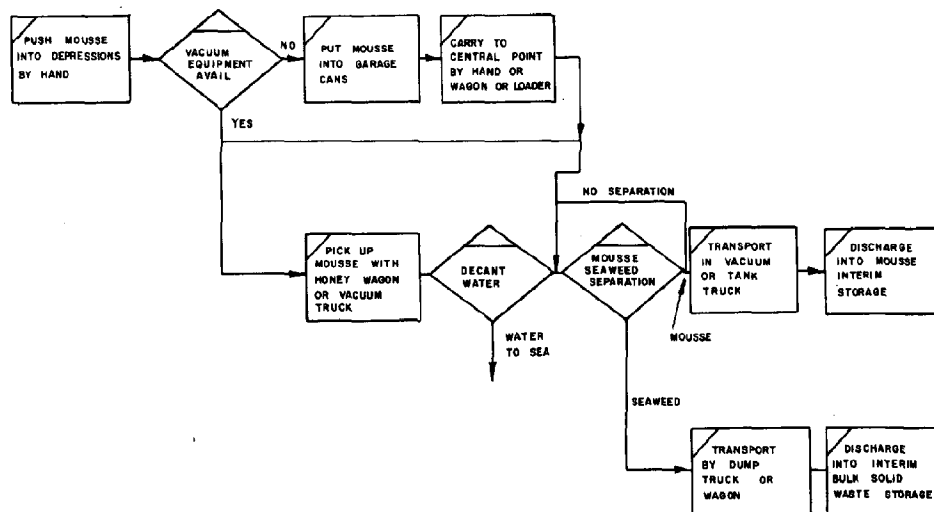 PUSH MOUSSE
INTO DEPRESSIONS
BY HAND
VACUUM
EQUIPMENT
AVAIL
NO
PUT MOUSSE
INTO GARAGE
CANS
CARRY TO
CENTRAL POINT
BY HAND OR
WAGON OR LOADER
YES
NO SEPARATION
PICK UP
MOUSSE WITH
HONEY WAGON
OR VACUUM
TRUCK
DECANT
WATER
MOUSSE
SEAWEED
SEPARATION
TRANSPORT
IN VACUUM
OR TANK
TRUCK
DISCHARGE
INTO MOUSSE
INTERIM
STORAGE
WATER
TO SEA
MOUSSE
SEAWEED
TRANSPORT
BY DUMP
TRUCK OR
WAGON
DISCHARGE
INTO INTERIM
BULK SOLID
WASTE STORAGE